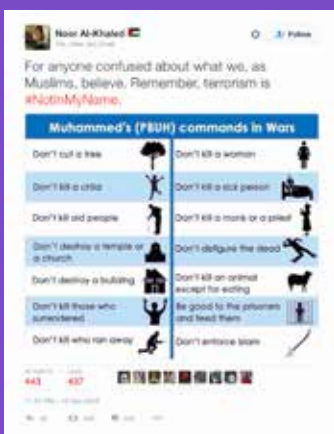 Noor Al-Khaled
Follow
For anyone confused about what we, as
Muslims, believe. Remember, terrorism is
#NotInMyName.
Muhammed's (PBUH) commands in Wars
Don't cut a tree
Don't kill a woman
Don't kill a child
Don't kill a sick person
Don't kill old people
Don't kill a monk or a priest
Don't destroy a temple or
a church
Don't disfigure the dead
Don't destroy a building
Don't kill an animal
except for eating
Don't kill those who
surrendered
Be good to the prisoners
and feed them
Don't kill who ran away
Don't enforce Islam
443
437